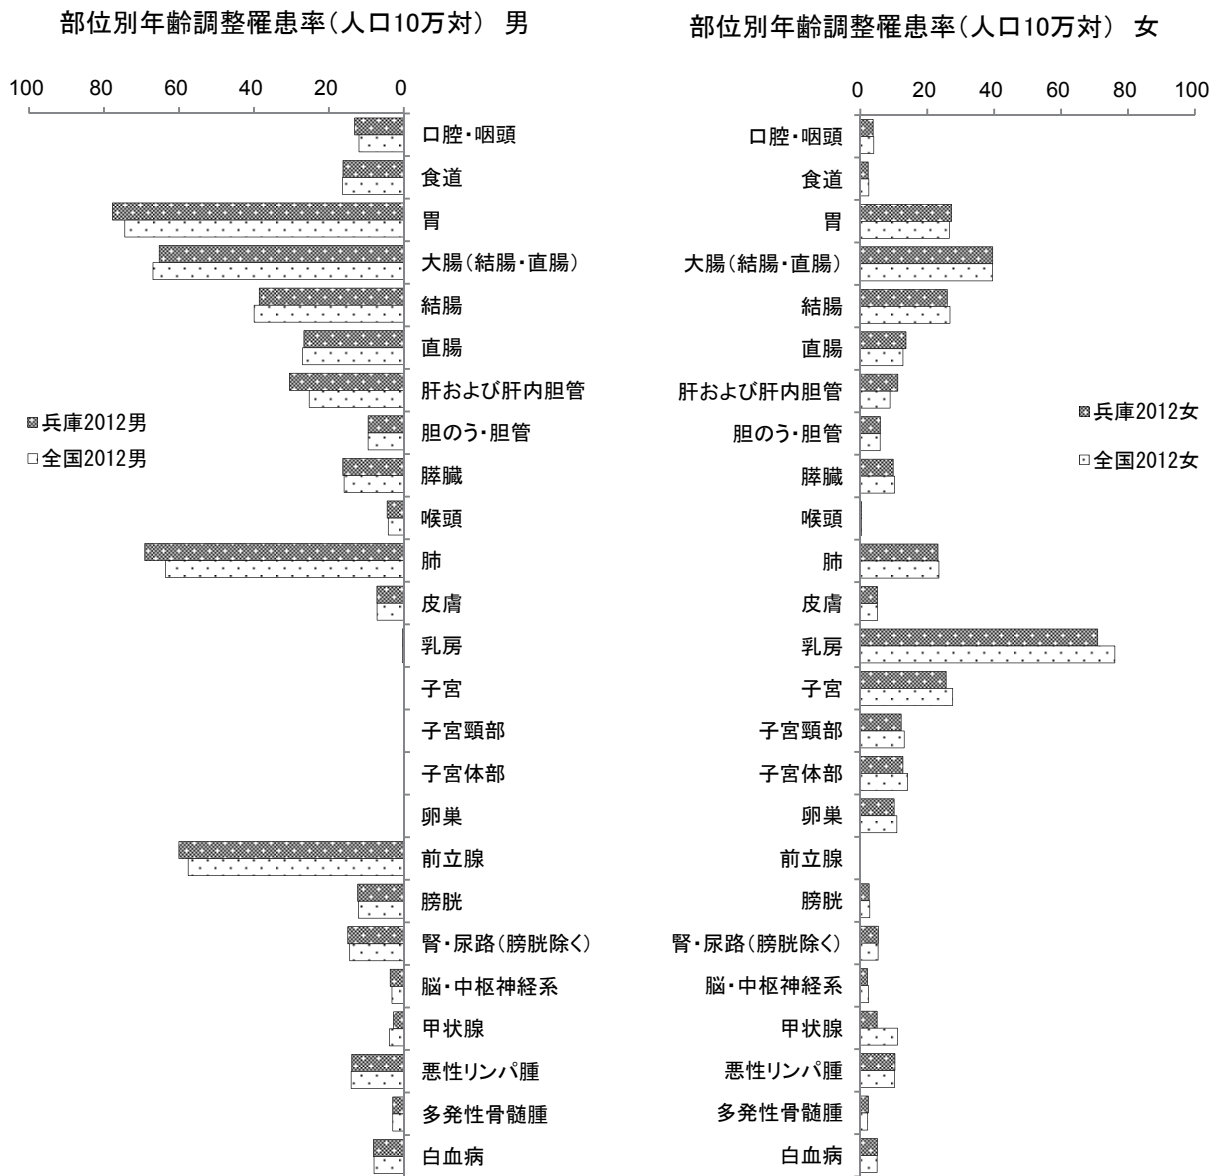 部位別年齢調整罹患率(人口10万対) 男
100 80 60 40 20 0
口腔・咽頭
食道
胃
大腸(結腸・直腸)
結腸
直腸
肝および肝内胆管
胆のう・胆管
膵臓
喉頭
肺
皮膚
乳房
子宮
子宮頸部
子宮体部
卵巣
前立腺
膀胱
腎・尿路(膀胱除く)
脳・中枢神経系
甲状腺
悪性リンパ腫
多発性骨髄腫
白血病
兵庫2012男
全国2012男
部位別年齢調整罹患率(人口10万対) 女
0 20 40 60 80 100
口腔・咽頭
食道
胃
大腸(結腸・直腸)
結腸
直腸
肝および肝内胆管
胆のう・胆管
膵臓
喉頭
肺
皮膚
乳房
子宮
子宮頸部
子宮体部
卵巣
前立腺
膀胱
腎・尿路(膀胱除く)
脳・中枢神経系
甲状腺
悪性リンパ腫
多発性骨髄腫
白血病
兵庫2012女
全国2012女